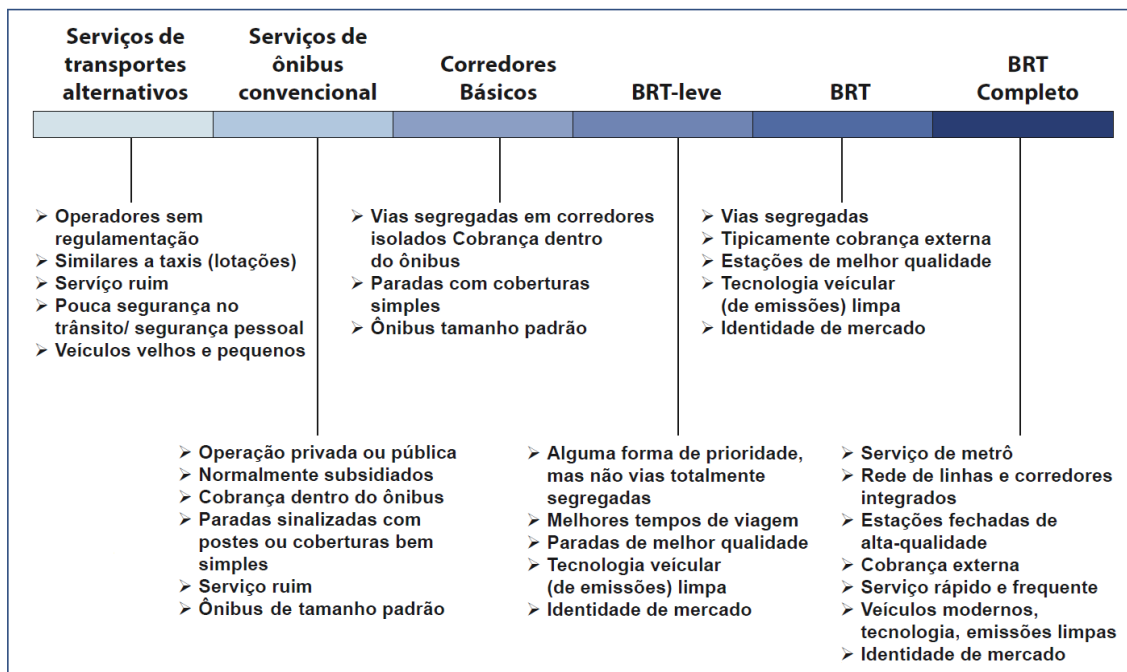 Serviços de
transportes
alternativos
Serviços de
ônibus
convencional
Corredores
Básicos
BRT-leve
BRT
BRT
Completo
➢ Operadores sem
regulamentação
➢ Similares a taxis (lotações)
➢ Serviço ruim
➢ Pouca segurança no
trânsito/ segurança pessoal
➢ Veículos velhos e pequenos
➢ Vias segregadas em corredores
isolados Cobrança dentro
do ônibus
➢ Paradas com coberturas
simples
➢ Ônibus tamanho padrão
➢ Vias segregadas
➢ Tipicamente cobrança externa
➢ Estações de melhor qualidade
➢ Tecnologia veícular
(de emissões) limpa
➢ Identidade de mercado
➢ Operação privada ou pública
➢ Normalmente subsidiados
➢ Cobrança dentro do ônibus
➢ Paradas sinalizadas com
postes ou coberturas bem
simples
➢ Serviço ruim
➢ Ônibus de tamanho padrão
➢ Alguma forma de prioridade,
mas não vias totalmente
segregadas
➢ Melhores tempos de viagem
➢ Paradas de melhor qualidade
➢ Tecnologia veícular
(de emissões) limpa
➢ Identidade de mercado
➢ Serviço de metrô
➢ Rede de linhas e corredores
integrados
➢ Estações fechadas de
alta-qualidade
➢ Cobrança externa
➢ Serviço rápido e frequente
➢ Veículos modernos,
tecnologia, emissões limpas
➢ Identidade de mercado